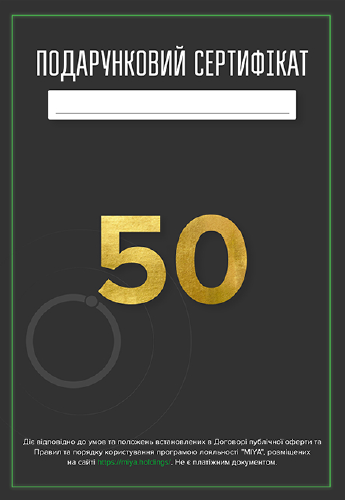 ПОДАРУНКОВИЙ СЕРТИФІКАТ
50
Діє відповідно до умов та положень встановлених в Договорі публічної оферти та
Правил та порядку користування програмою лояльності "MIYA", розміщених
на сайті https://miya.holdings/. Не є платіжним документом.